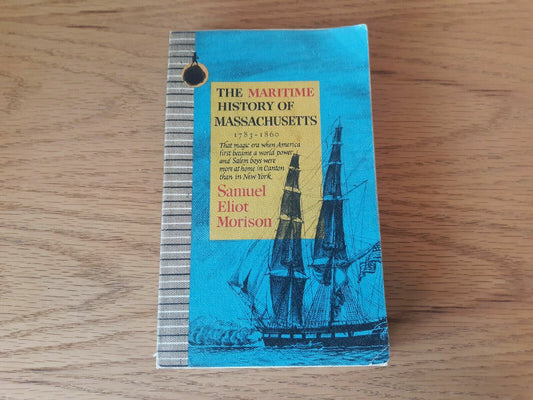 THE MARITIME
HISTORY OF
MASSACHUSETTS
1783-1860
That magic era when America
first became a world power,
and Salem boys were
more at home in Canton
than in New York.
Samuel
Eliot
Morison